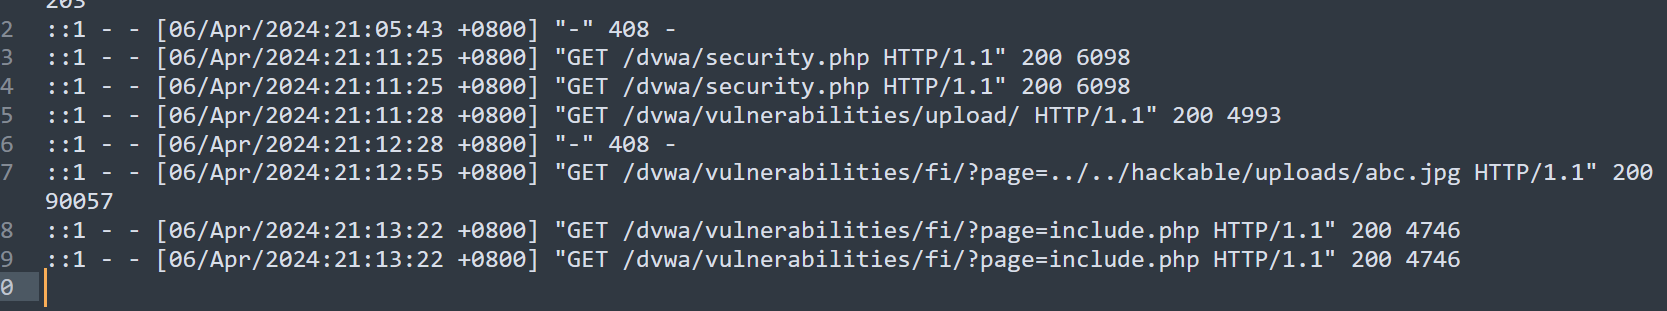 203
2 ::1 - - [06/Apr/2024:21:05:43 +0800] "-" 408 -
3 ::1 - - [06/Apr/2024:21:11:25 +0800] "GET /dvwa/security.php HTTP/1.1" 200 6098
4 ::1 - - [06/Apr/2024:21:11:25 +0800] "GET /dvwa/security.php HTTP/1.1" 200 6098
5 ::1 - - [06/Apr/2024:21:11:28 +0800] "GET /dvwa/vulnerabilities/upload/ HTTP/1.1" 200 4993
6 ::1 - - [06/Apr/2024:21:12:28 +0800] "-" 408 -
7 ::1 - - [06/Apr/2024:21:12:55 +0800] "GET /dvwa/vulnerabilities/fi/?page=../../hackable/uploads/abc.jpg HTTP/1.1" 200
90057
8 ::1 - - [06/Apr/2024:21:13:22 +0800] "GET /dvwa/vulnerabilities/fi/?page=include.php HTTP/1.1" 200 4746
9 ::1 - - [06/Apr/2024:21:13:22 +0800] "GET /dvwa/vulnerabilities/fi/?page=include.php HTTP/1.1" 200 4746
0